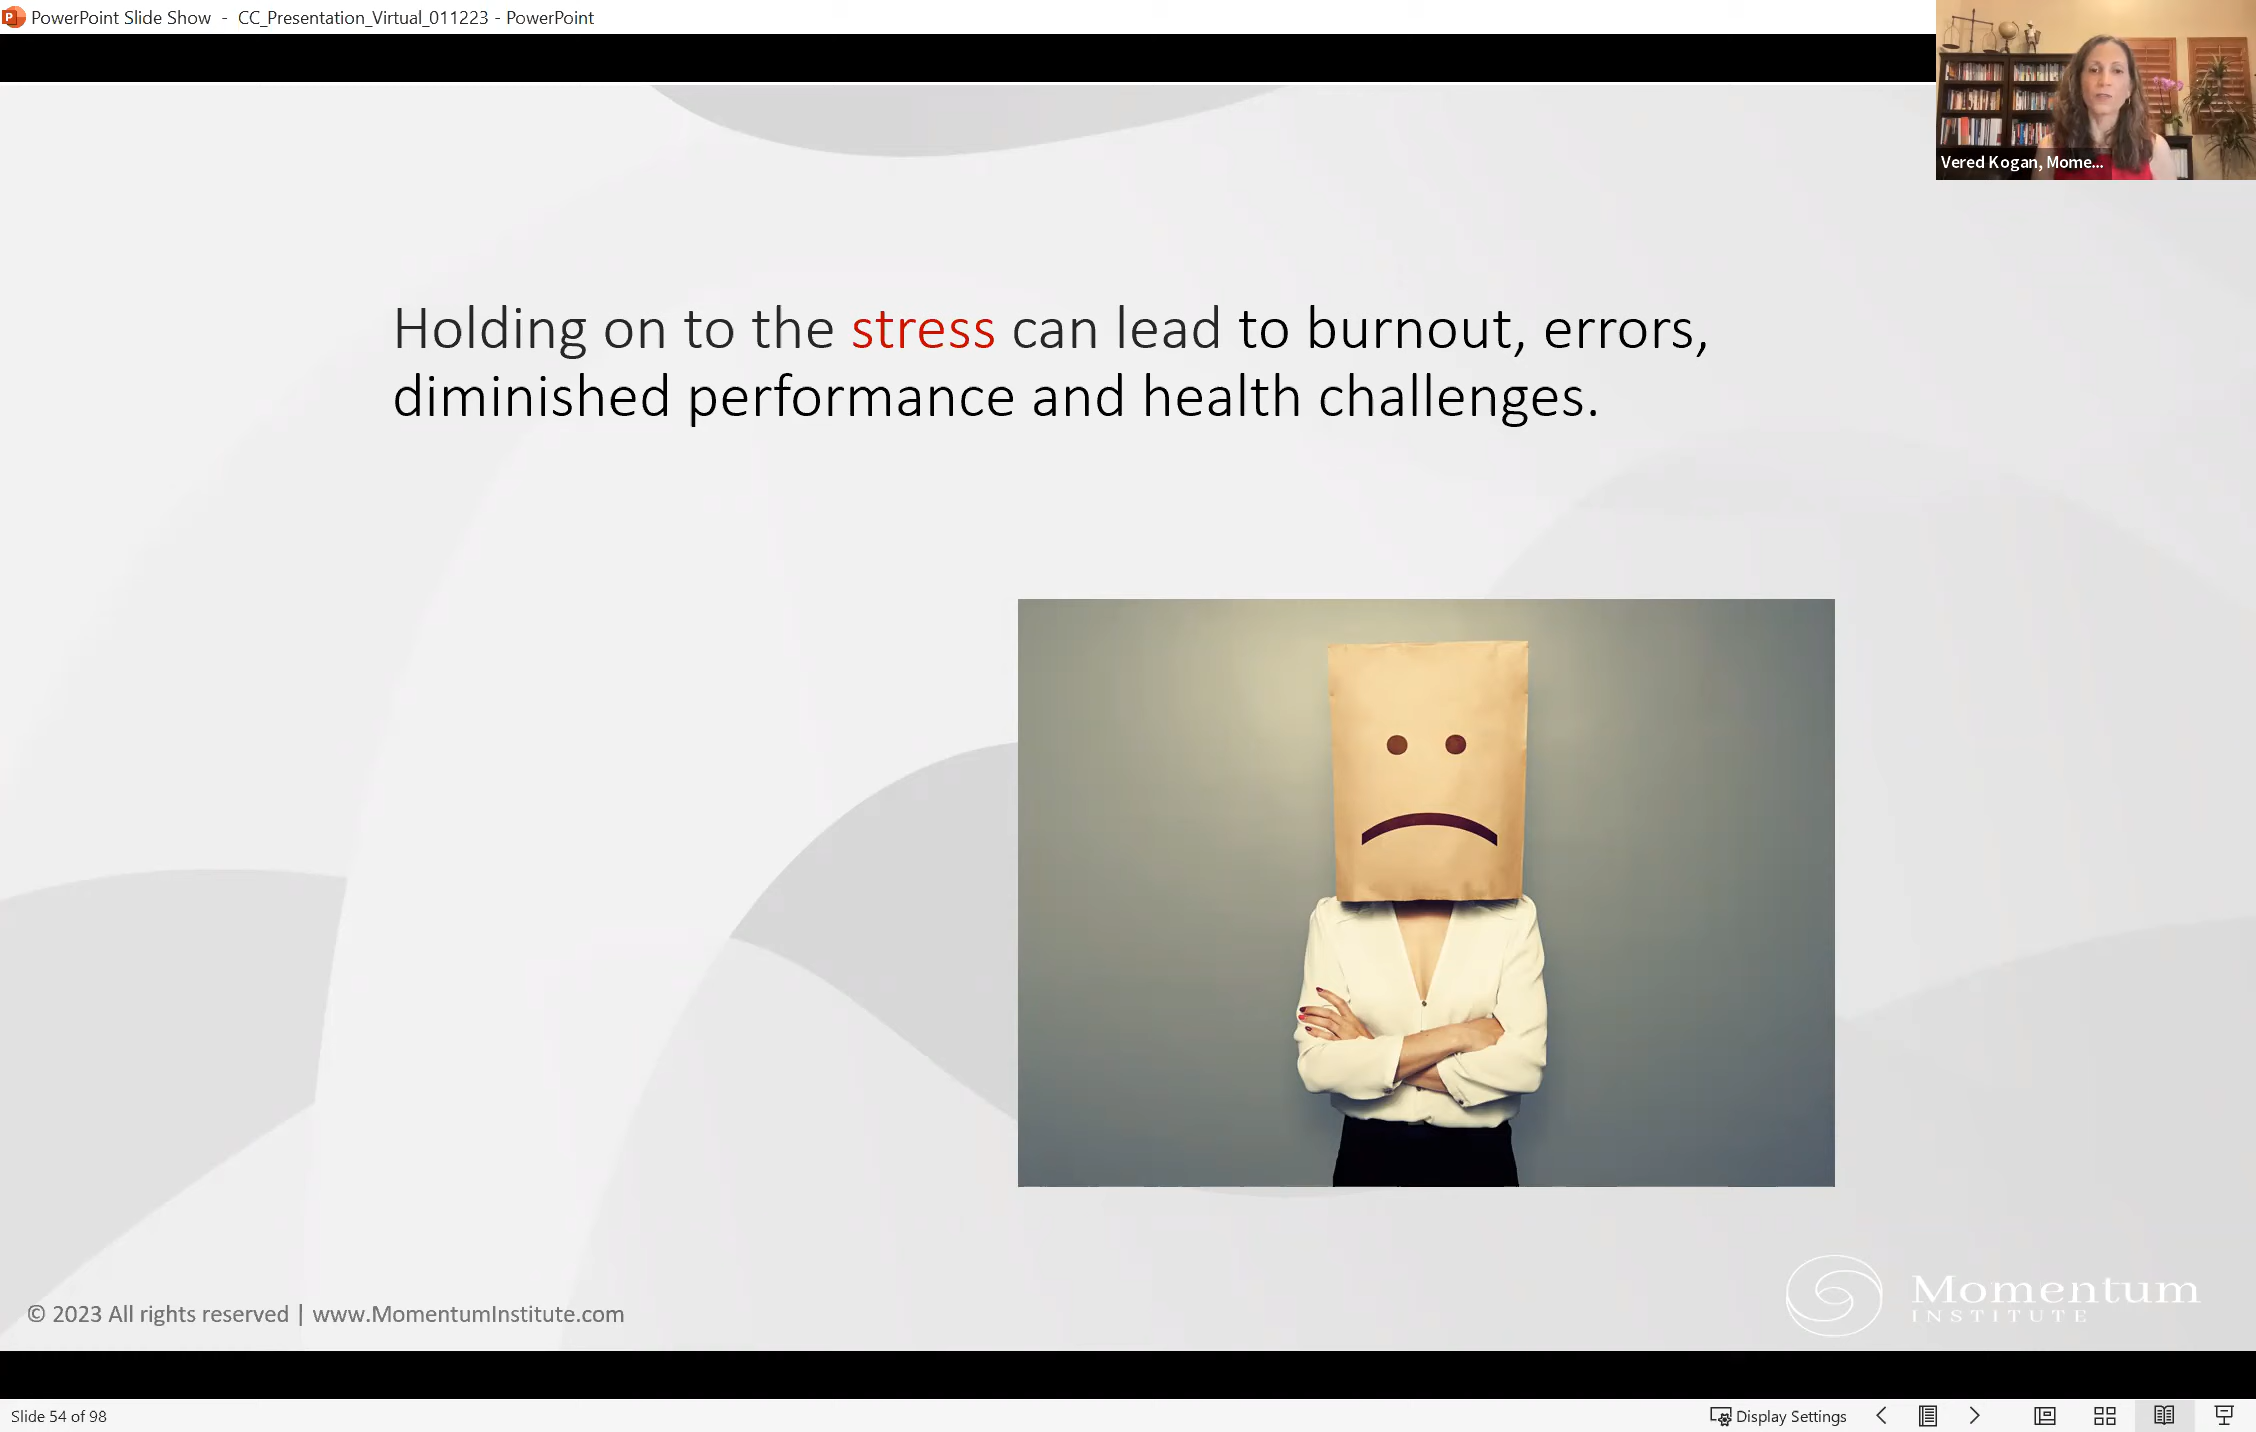 PowerPoint Slide Show - CC_Presentation_Virtual_011223 - PowerPoint
Vered Kogan, Mome...
Holding on to the stress can lead to burnout, errors,
diminished performance and health challenges.
Momentum
INSTITUTE
© 2023 All rights reserved | www.MomentumInstitute.com
Slide 54 of 98
Display Settings